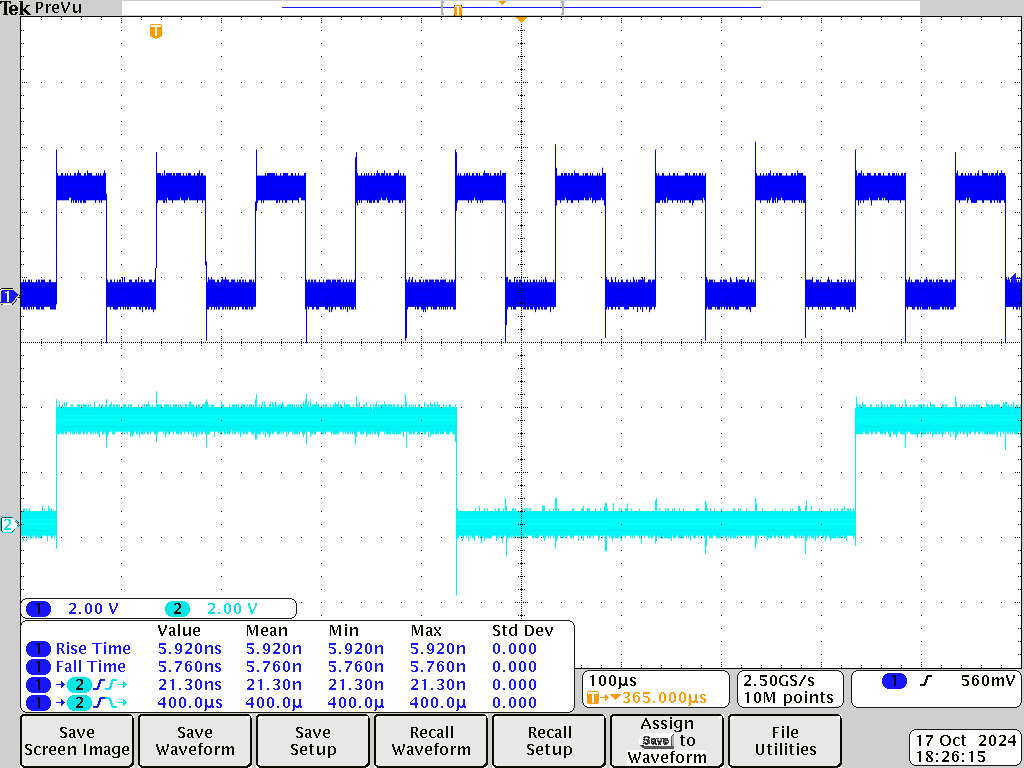 Tek PreVu
T
T
1
2
1 2.00 V 2 2.00 V
Value Mean Min Max Std Dev
1 Rise Time 5.920ns 5.920n 5.920n 5.920n 0.000
1 Fall Time 5.760ns 5.760n 5.760n 5.760n 0.000
1 → 2 21.30ns 21.30n 21.30n 21.30n 0.000
1 → 2 400.0µs 400.0µ 400.0µ 400.0µ 0.000
100µs
T→▼365.000µs
2.50GS/s
10M points
1 560mV
Save
Screen Image
Save
Waveform
Save
Setup
Recall
Waveform
Recall
Setup
Assign
Save to
Waveform
File
Utilities
17 Oct 2024
18:26:15